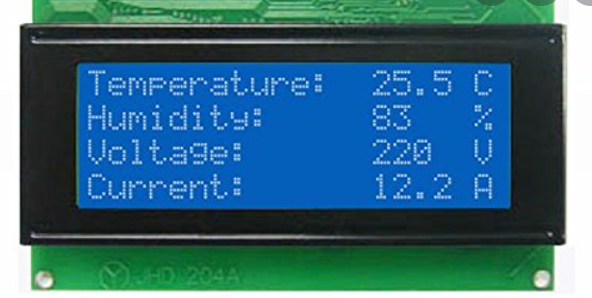 Temperature: 25.5 C
Humidity: 83 %
Voltage: 220 V
Current: 12.2 A
JHD 204A